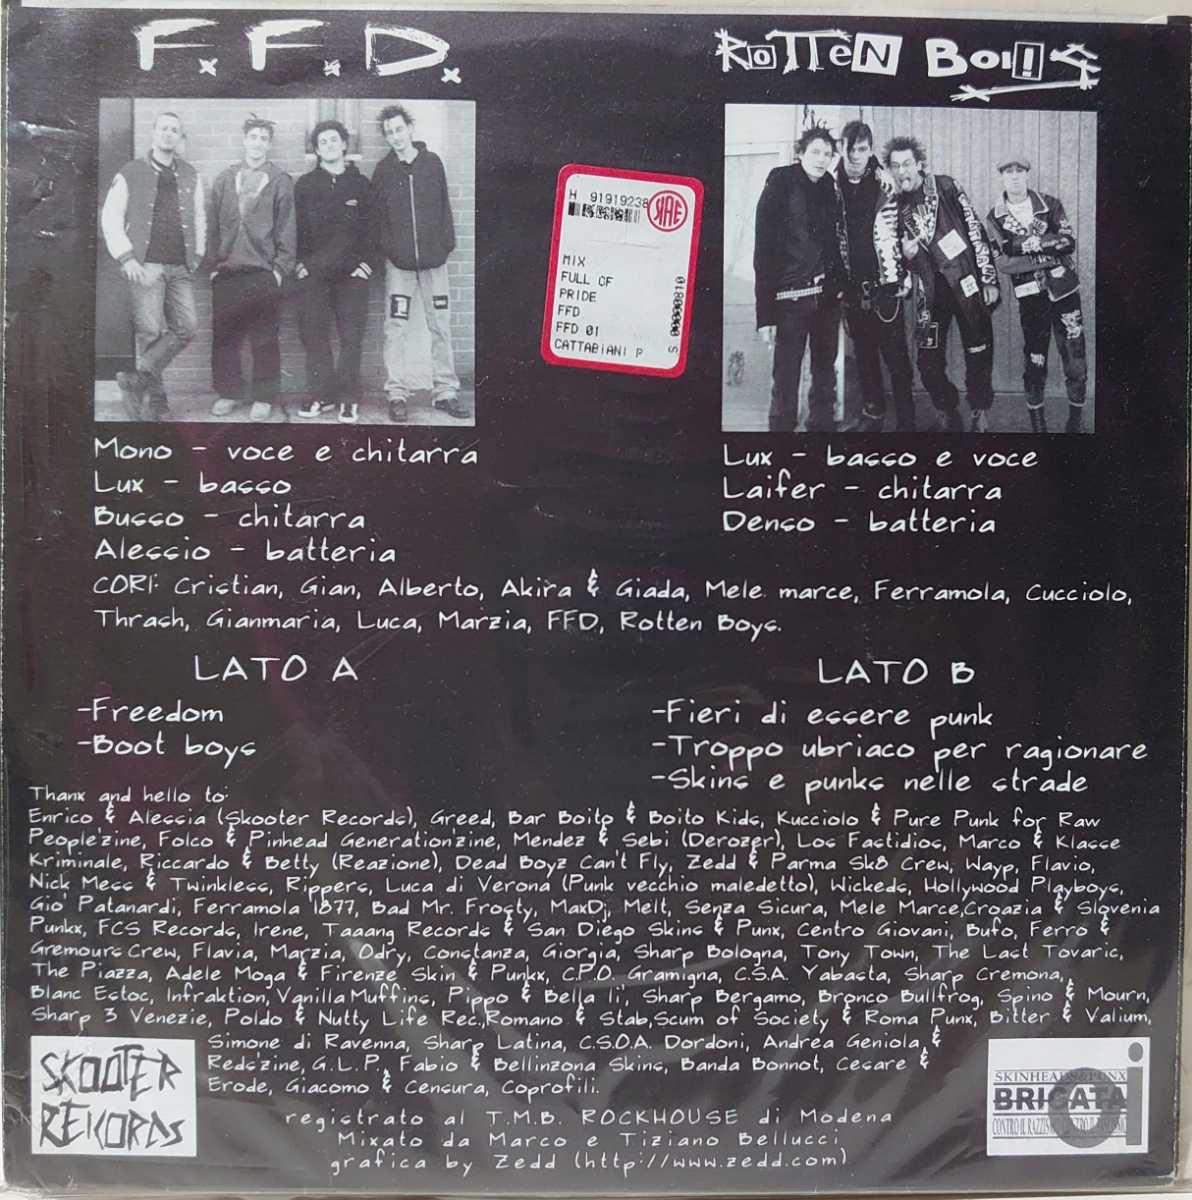 F.F.D.
ROTTEN BOi!S
H 91919238
SIAE
MIX
FULL OF
PRIDE
FFD
FFD 01
CATTABIANI P
S 00000810
Mono - voce e chitarra
Lux - basso
Busso - chitarra
Alessio - batteria
Lux - basso e voce
Laifer - chitarra
Denso - batteria
CORI: Cristian, Gian, Alberto, Akira & Giada, Mele marce, Ferramola, Cucciolo,
Thrash, Gianmaria, Luca, Marzia, FFD, Rotten Boys.
LATO A
-Freedom
-Boot boys
LATO B
-Fieri di essere punk
-Troppo ubriaco per ragionare
-Skins e punks nelle strade
Thanx and hello to:
Enrico & Alessia (Skooter Records), Greed, Bar Boito & Boito Kids, Kucciolo & Pure Punk for Raw
People'zine, Folco & Pinhead Generation'zine, Mendez & Sebi (Derozer), Los Fastidios, Marco & Klasse
Kriminale, Riccardo & Betty (Reazione), Dead Boyz Can't Fly, Zedd & Parma Sk8 Crew, Wayp, Flavio,
Nick Mess & Twinkless, Rippers, Luca di Verona (Punk vecchio maledetto), Wickeds, Hollywood Playboys,
Gio' Patanardi, Ferramola 1877, Bad Mr. Frosty, MaxDj, Melt, Senza Sicura, Mele Marce,Croazia & Slovenia
Punkx, FCS Records, Irene, Taaang Records & San Diego Skins & Punx, Centro Giovani, Bufo, Ferro &
Gremours Crew, Flavia, Marzia, Odry, Constanza, Giorgia, Sharp Bologna, Tony Town, The Last Tovaric,
The Piazza, Adele Moga & Firenze Skin & Punkx, C.P.O. Gramigna, C.S.A. Yabasta, Sharp Cremona,
Blanc Estoc, Infraktion, Vanilla Muffins, Pippo & Bella li', Sharp Bergamo, Bronco Bullfrog, Spino & Mourn,
Sharp 3 Venezie, Poldo & Nutty Life Rec.,Romano & Stab,Scum of Society & Roma Punx, Bitter & Valium,
Simone di Ravenna, Sharp Latina, C.S.O.A. Dordoni, Andrea Geniola, &
Reds'zine, G.L.P, Fabio & Bellinzona Skins, Banda Bonnot, Cesare &
Erode, Giacomo & Censura, Coprofili.
SKOOTER
REKORDS
SKINHEADS&PUNX
BRIGATA
oi
CONTRO IL RAZZISMO
registrato al T.M.B. ROCKHOUSE di Modena
Mixato da Marco e Tiziano Bellucci
grafica by Zedd (http://www.zedd.com)